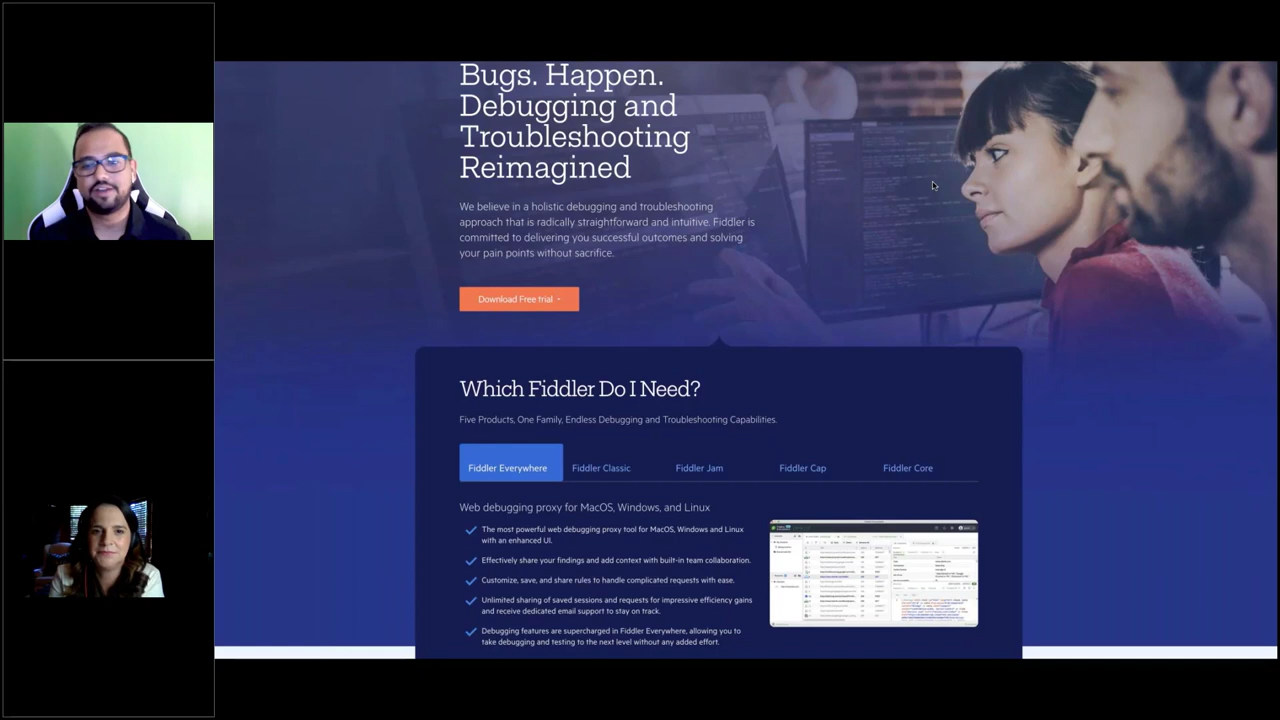 Bugs. Happen.
Debugging and
Troubleshooting
Reimagined
We believe in a holistic debugging and troubleshooting
approach that is radically straightforward and intuitive. Fiddler is
committed to delivering you successful outcomes and solving
your pain points without sacrifice.
Download Free trial
Which Fiddler Do I Need?
Five Products, One Family, Endless Debugging and Troubleshooting Capabilities.
Fiddler Everywhere
Fiddler Classic
Fiddler Jam
Fiddler Cap
Fiddler Core
Web debugging proxy for MacOS, Windows, and Linux
The most powerful web debugging proxy tool for MacOS, Windows and Linux
with an enhanced UI.
Effectively share your findings and add context with built-in team collaboration.
Customize, save, and share rules to handle complicated requests with ease.
Unlimited sharing of saved sessions and requests for impressive efficiency gains
and receive dedicated email support to stay on track.
Debugging features are supercharged in Fiddler Everywhere, allowing you to
take debugging and testing to the next level without any added effort.